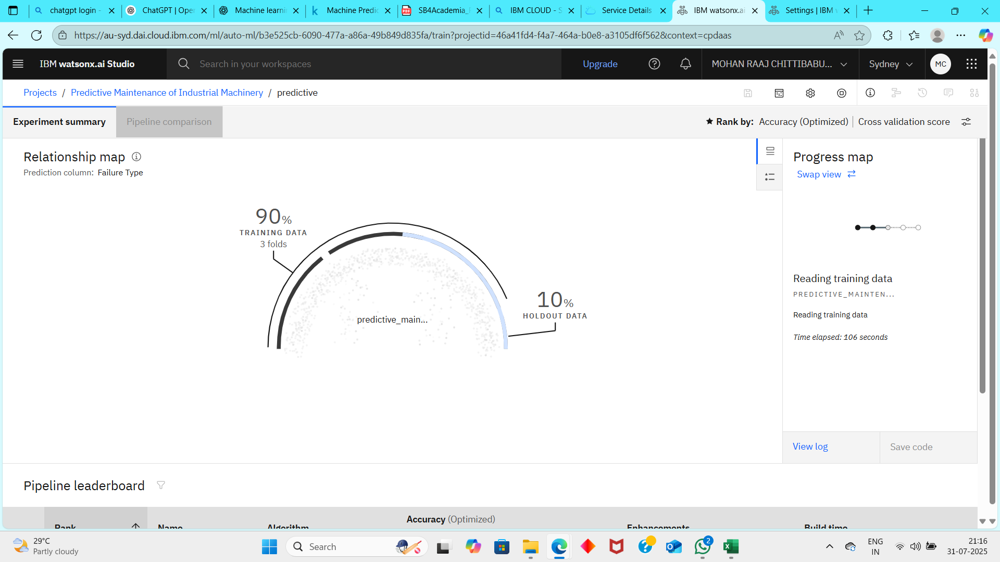 chatgpt login -
ChatGPT | Oper
Machine learni
Machine Predic
SB4Academia_
IBM CLOUD - S
Service Details
IBM watsonx.ai
Settings | IBM
https://au-syd.dai.cloud.ibm.com/ml/auto-ml/b3e525cb-6090-477a-a86a-49b849d835fa/train?projectid=46a41fd4-f4a7-464a-b0e8-a3105df6f562&context=cpdaas
IBM watsonx.ai Studio
Search in your workspaces
Upgrade
MOHAN RAAJ CHITTIBABU...
Sydney
MC
Projects / Predictive Maintenance of Industrial Machinery / predictive
Experiment summary
Pipeline comparison
Rank by: Accuracy (Optimized) | Cross validation score
Relationship map
Prediction column: Failure Type
90%
TRAINING DATA
3 folds
10%
HOLDOUT DATA
predictive_main...
Progress map
Swap view
Reading training data
PREDICTIVE_MAINTEN...
Reading training data
Time elapsed: 106 seconds
View log
Save code
Pipeline leaderboard
Rank
Name
Algorithm
Accuracy (Optimized)
Enhancements
Build time
29°C
Partly cloudy
Search
2
ENG
IN
21:16
31-07-2025